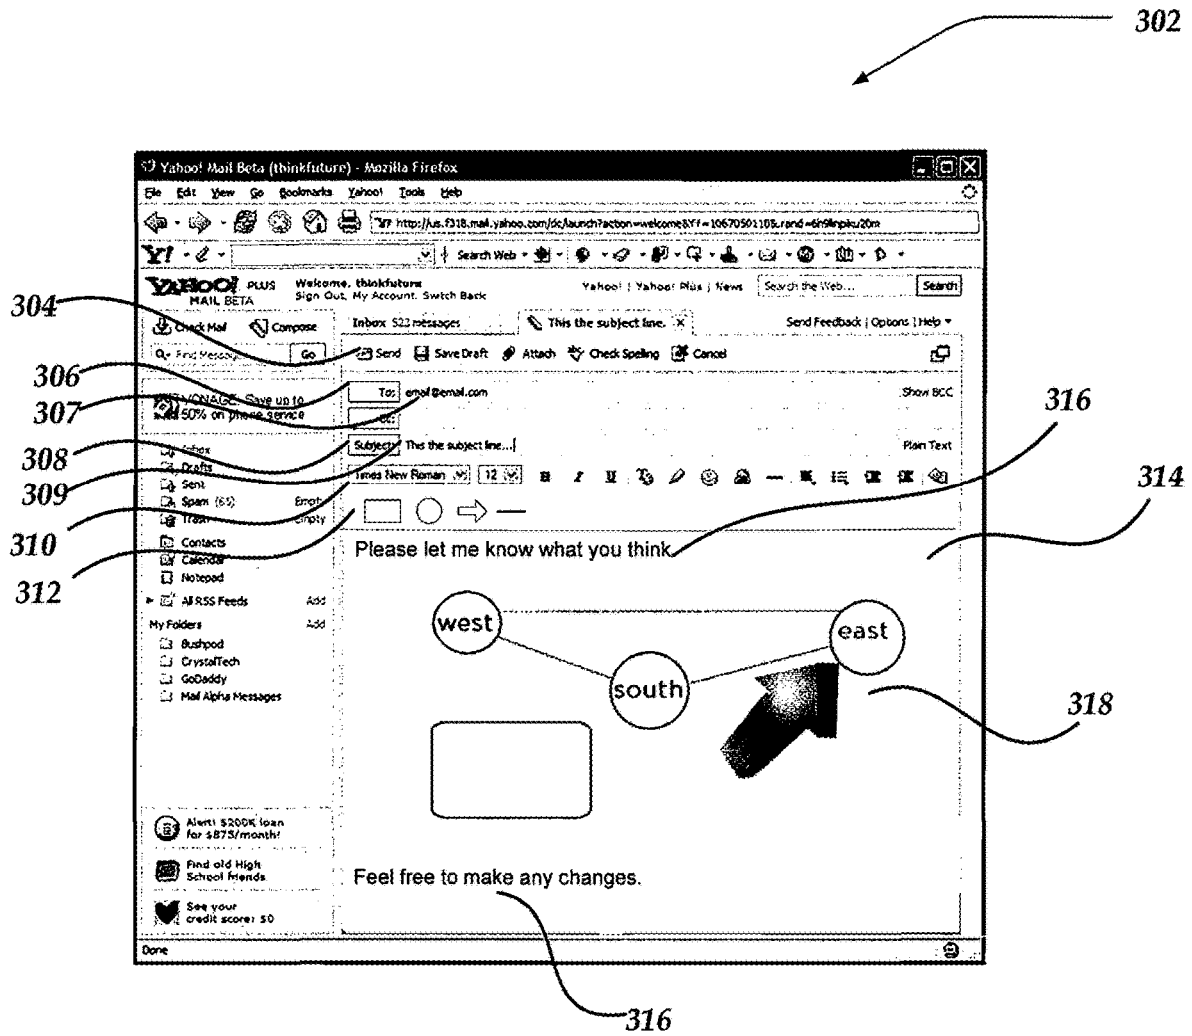 302
Yahoo! Mail Beta (thinkfuture) - Mozilla Firefox
File Edit View Go Bookmarks Yahoo! Tools Help
Y! Search Web
YAHOO! PLUS
MAIL BETA
Welcome, thinkfuture
Sign Out, My Account, Switch Back
Yahoo! | Yahoo! Plus | News Search the Web... Search
304
Check Mail Compose
Inbox 522 messages This the subject line. X
Send Feedback | Options | Help
Find Message Go
Send Save Draft Attach Check Spelling Cancel
306
307
VONAGE: Save up to
50% on phone service
To: email@email.com Show BCC
316
308
309
Subject: This the subject line... Plain Text
Inbox
Drafts
Sent
Spam (65) Empty
Trash Empty
Times New Roman 12 B I U
314
310
312
Contacts
Calendar
Notepad
All RSS Feeds Add
My Folders Add
Bushpod
CrystalTech
GoDaddy
Mail Alpha Messages
Please let me know what you think.
west
east
south
318
Alert! $200K loan
for $875/month!
Find old High
School friends
See your
credit score: $0
Feel free to make any changes.
Done
316